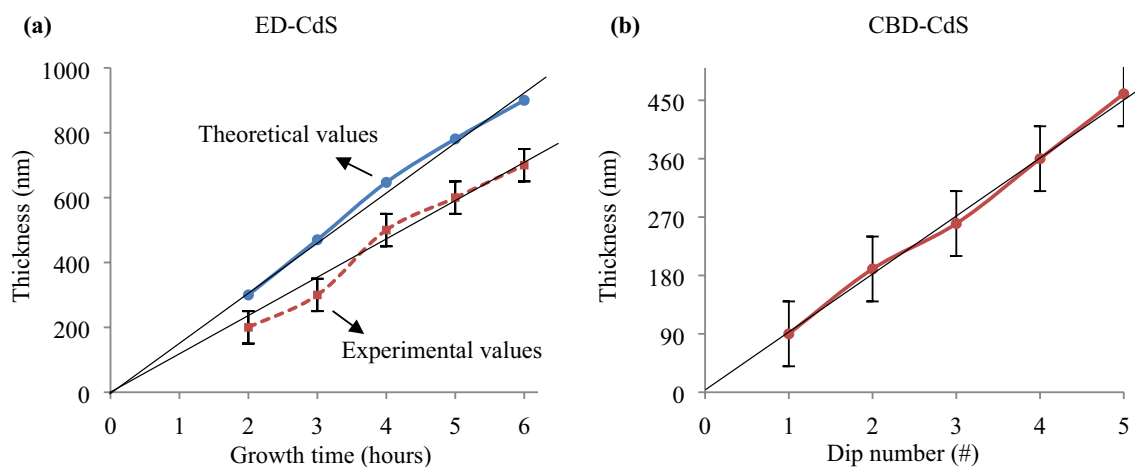 (a)
ED-CdS
Thickness (nm)
1000
800
600
400
200
0
Theoretical values
Experimental values
0 1 2 3 4 5 6
Growth time (hours)
(b)
CBD-CdS
Thickness (nm)
450
360
270
180
90
0
0 1 2 3 4 5
Dip number (#)